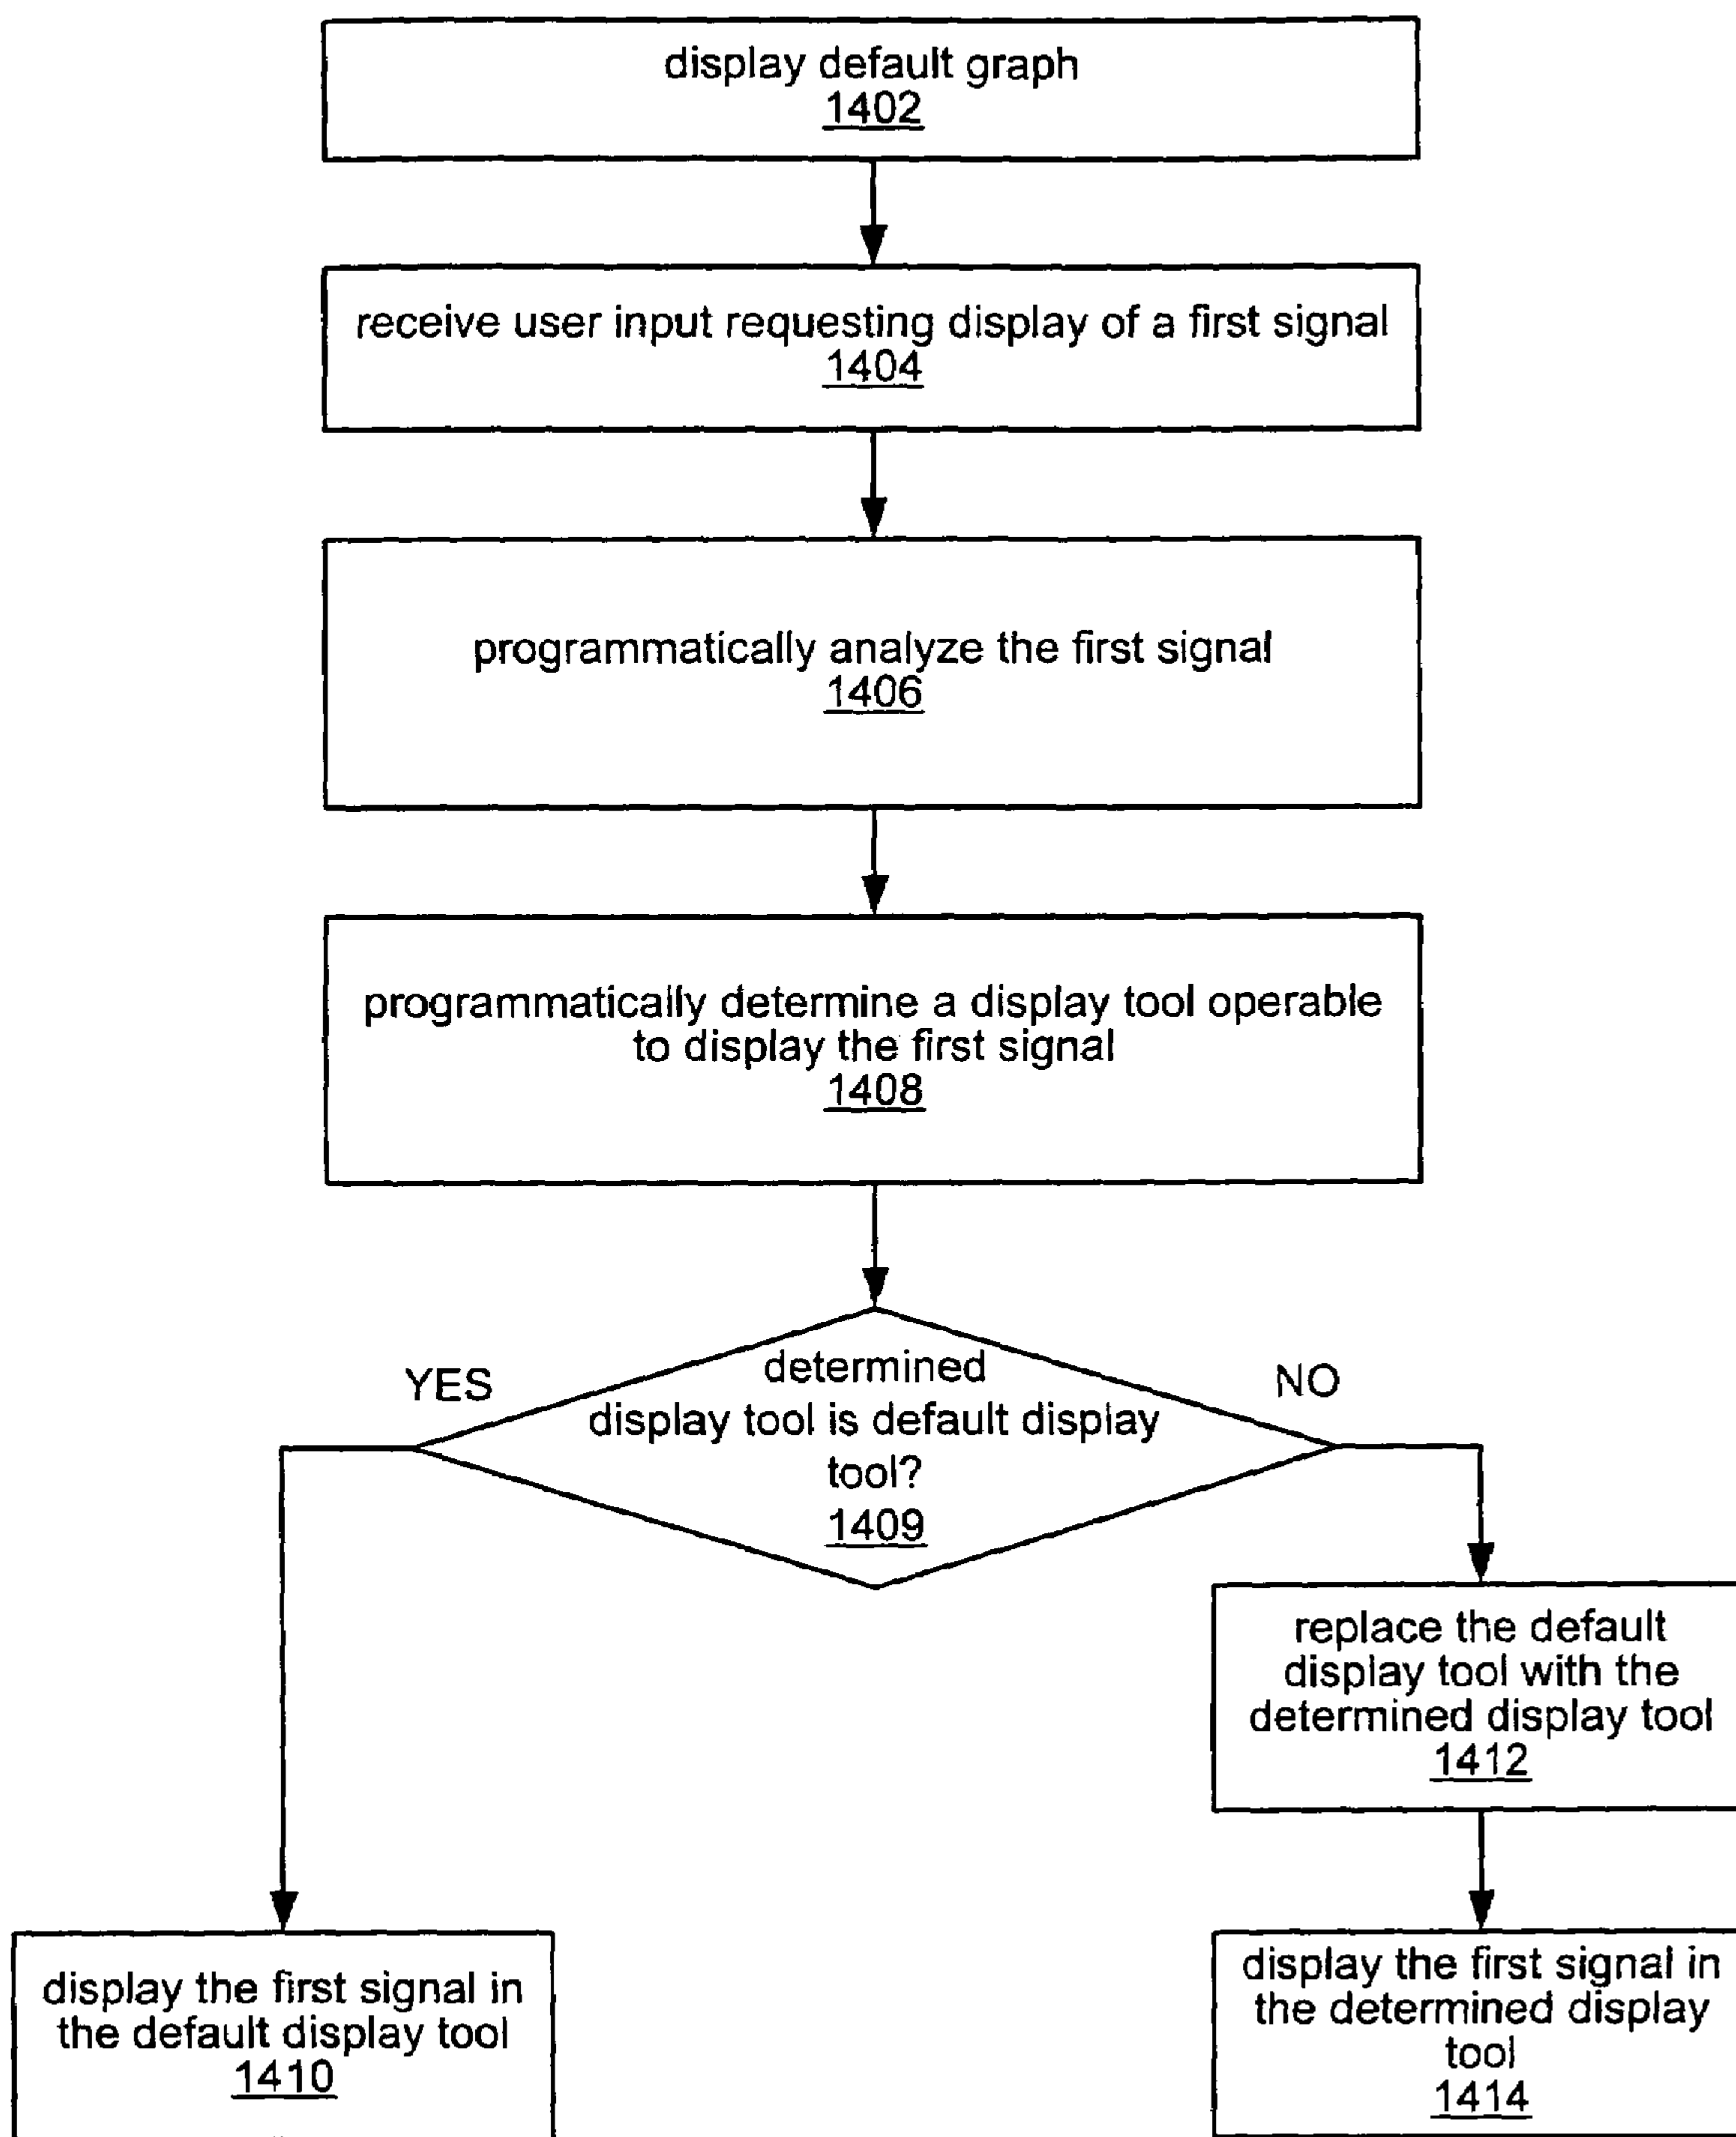 display default graph
1402
receive user input requesting display of a first signal
1404
programmatically analyze the first signal
1406
programmatically determine a display tool operable
to display the first signal
1408
YES
determined
display tool is default display
tool?
1409
NO
replace the default
display tool with the
determined display tool
1412
display the first signal in
the default display tool
1410
display the first signal in
the determined display
tool
1414